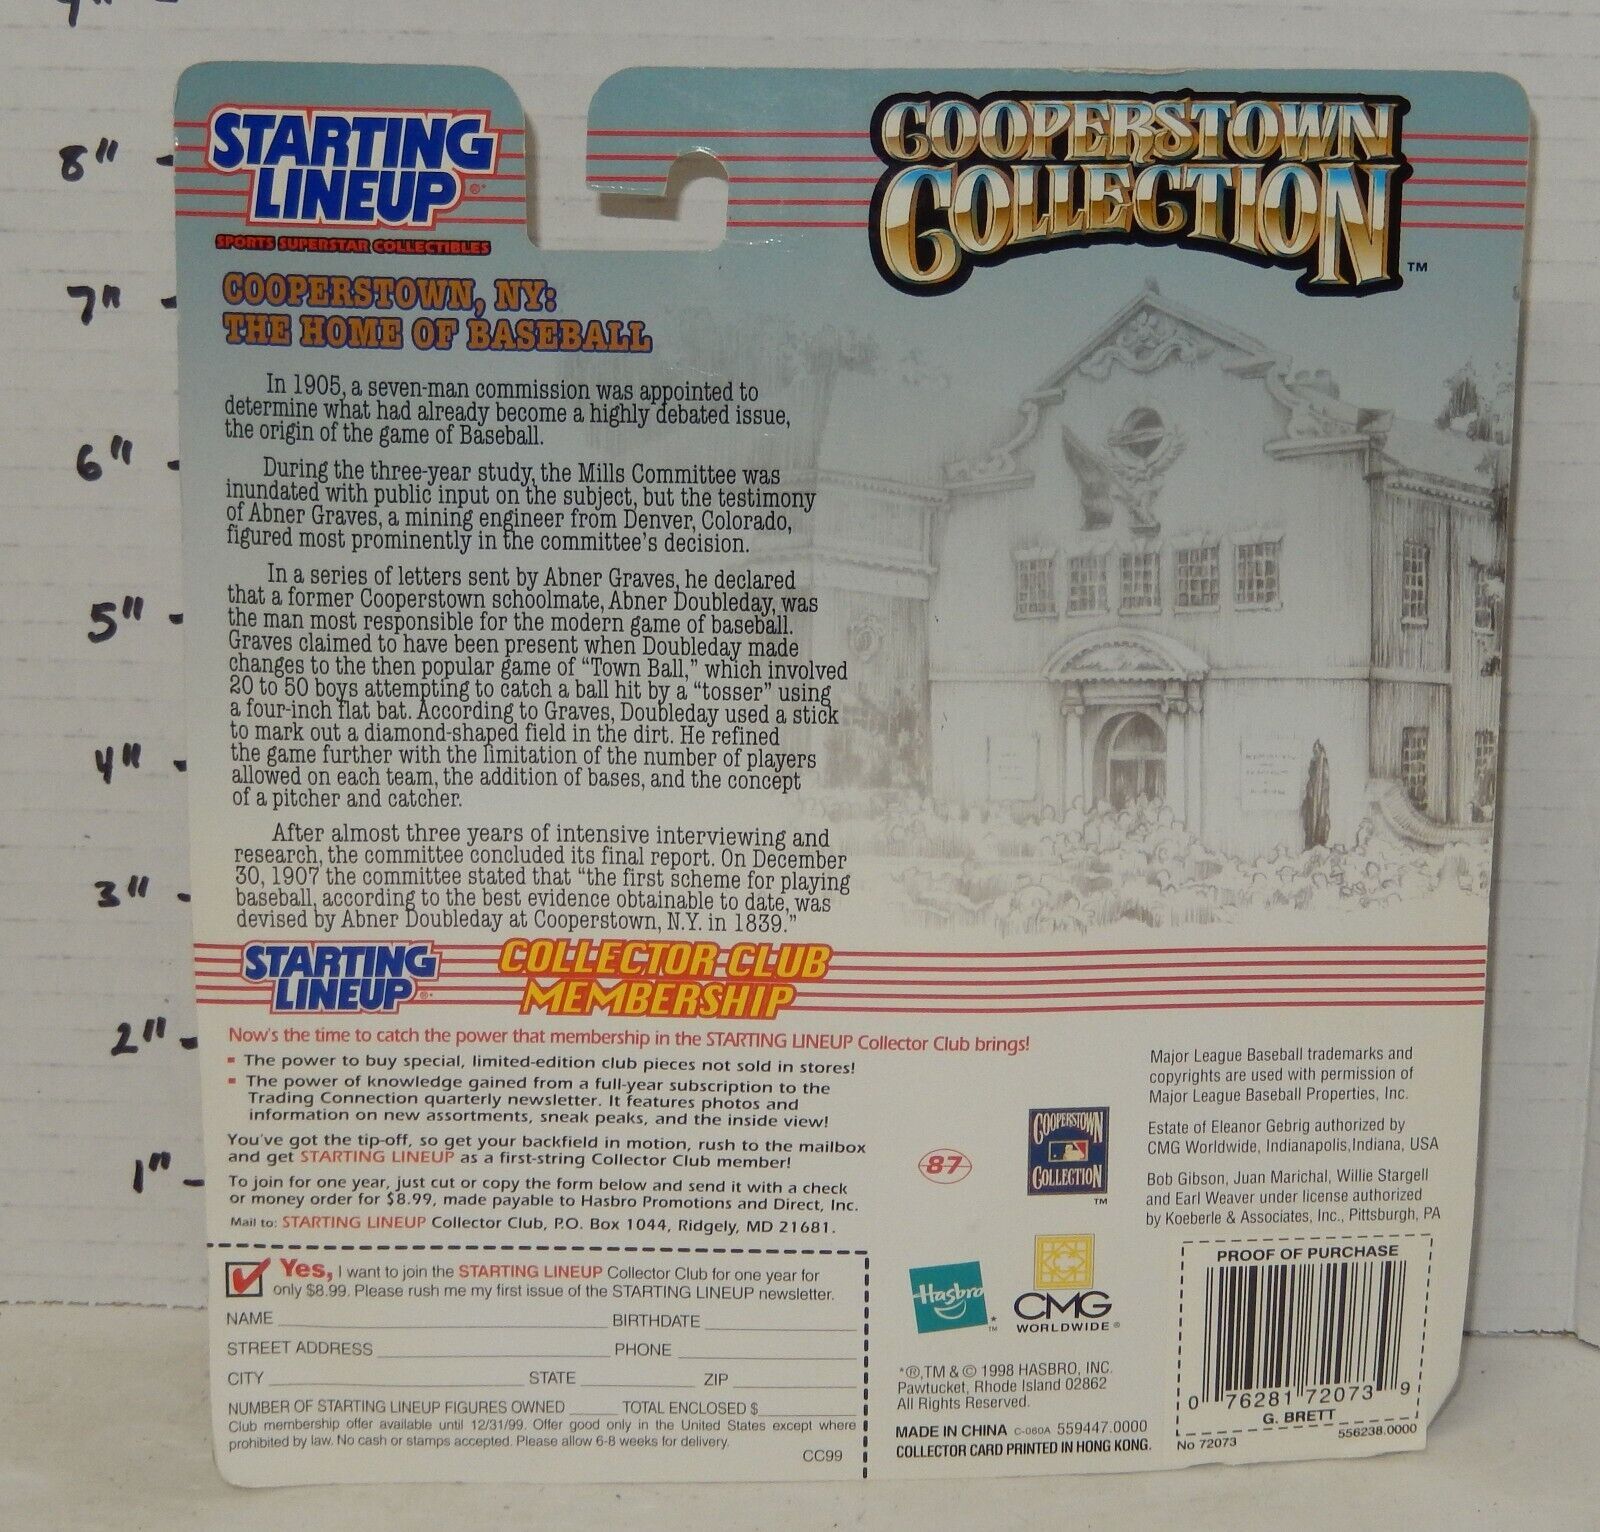 8"
7"
6"
5"
4"
3"
2"
1"
STARTING
LINEUP ®*
SPORTS SUPERSTAR COLLECTIBLES
COOPERSTOWN
COLLECTION ™
COOPERSTOWN, NY:
THE HOME OF BASEBALL
In 1905, a seven-man commission was appointed to
determine what had already become a highly debated issue,
the origin of the game of Baseball.
During the three-year study, the Mills Committee was
inundated with public input on the subject, but the testimony
of Abner Graves, a mining engineer from Denver, Colorado,
figured most prominently in the committee's decision.
In a series of letters sent by Abner Graves, he declared
that a former Cooperstown schoolmate, Abner Doubleday, was
the man most responsible for the modern game of baseball.
Graves claimed to have been present when Doubleday made
changes to the then popular game of "Town Ball," which involved
20 to 50 boys attempting to catch a ball hit by a "tosser" using
a four-inch flat bat. According to Graves, Doubleday used a stick
to mark out a diamond-shaped field in the dirt. He refined
the game further with the limitation of the number of players
allowed on each team, the addition of bases, and the concept
of a pitcher and catcher.
After almost three years of intensive interviewing and
research, the committee concluded its final report. On December
30, 1907 the committee stated that "the first scheme for playing
baseball, according to the best evidence obtainable to date, was
devised by Abner Doubleday at Cooperstown, N.Y. in 1839."
STARTING
LINEUP ®*
COLLECTOR CLUB
MEMBERSHIP
Now's the time to catch the power that membership in the STARTING LINEUP Collector Club brings!
The power to buy special, limited-edition club pieces not sold in stores!
The power of knowledge gained from a full-year subscription to the
Trading Connection quarterly newsletter. It features photos and
information on new assortments, sneak peaks, and the inside view!
You've got the tip-off, so get your backfield in motion, rush to the mailbox
and get STARTING LINEUP as a first-string Collector Club member!
To join for one year, just cut or copy the form below and send it with a check
or money order for $8.99, made payable to Hasbro Promotions and Direct, Inc.
Mail to: STARTING LINEUP Collector Club, P.O. Box 1044, Ridgely, MD 21681.
Yes, I want to join the STARTING LINEUP Collector Club for one year for
only $8.99. Please rush me my first issue of the STARTING LINEUP newsletter.
NAME BIRTHDATE
STREET ADDRESS PHONE
CITY STATE ZIP
NUMBER OF STARTING LINEUP FIGURES OWNED TOTAL ENCLOSED $
Club membership offer available until 12/31/99. Offer good only in the United States except where
prohibited by law. No cash or stamps accepted. Please allow 6-8 weeks for delivery.
CC99
87
COOPERSTOWN
COLLECTION
™
Major League Baseball trademarks and
copyrights are used with permission of
Major League Baseball Properties, Inc.
Estate of Eleanor Gebrig authorized by
CMG Worldwide, Indianapolis,Indiana, USA
Bob Gibson, Juan Marichal, Willie Stargell
and Earl Weaver under license authorized
by Koeberle & Associates, Inc., Pittsburgh, PA
Hasbro *™
CMG
WORLDWIDE®
*®,TM & © 1998 HASBRO, INC.
Pawtucket, Rhode Island 02862
All Rights Reserved.
MADE IN CHINA C-060A 559447.0000
COLLECTOR CARD PRINTED IN HONG KONG.
PROOF OF PURCHASE
0 76281 72073 9
G. BRETT
No 72073
556238.0000